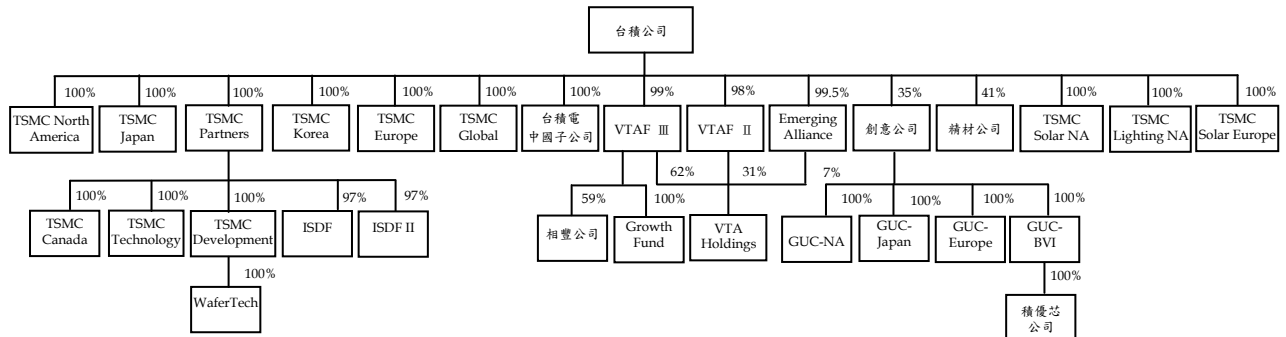 台積公司
100%
100%
100%
100%
100%
100%
100%
99%
98%
99.5%
35%
41%
100%
100%
100%
TSMC North
America
TSMC
Japan
TSMC
Partners
TSMC
Korea
TSMC
Europe
TSMC
Global
台積電
中國子公司
VTAF Ⅲ
VTAF Ⅱ
Emerging
Alliance
創意公司
精材公司
TSMC
Solar NA
TSMC
Lighting NA
TSMC
Solar Europe
62%
31%
7%
100%
100%
100%
97%
97%
59%
100%
100%
100%
100%
100%
TSMC
Canada
TSMC
Technology
TSMC
Development
ISDF
ISDF II
相豐公司
Growth
Fund
VTA
Holdings
GUC-NA
GUC-
Japan
GUC-
Europe
GUC-
BVI
100%
100%
WaferTech
積優芯
公司